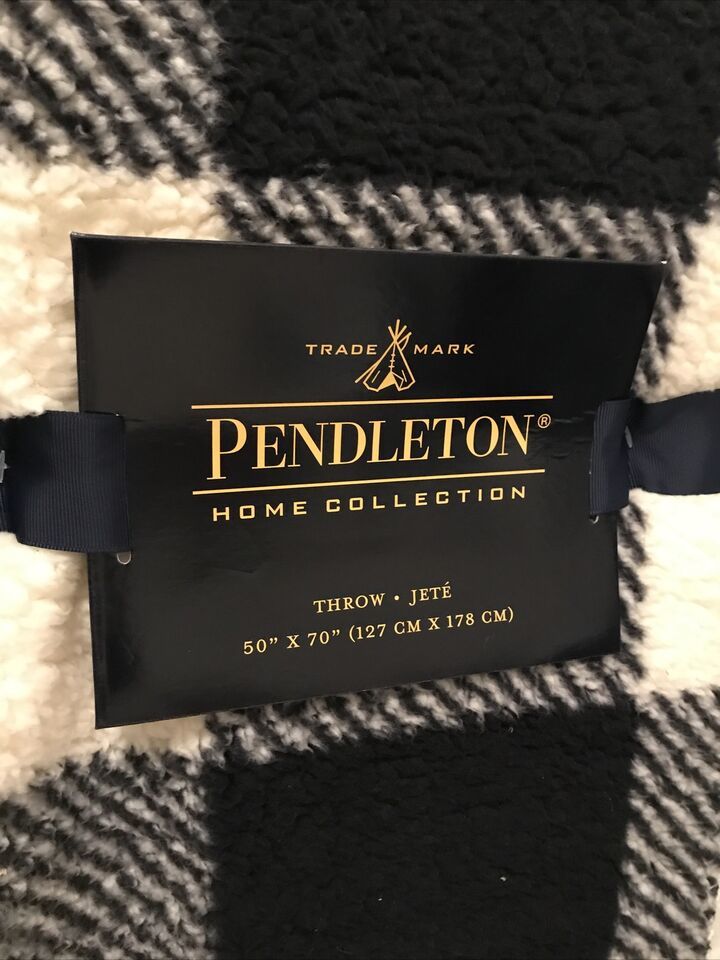 TRADE MARK
PENDLETON®
HOME COLLECTION
THROW • JETÉ
50” X 70” (127 CM X 178 CM)